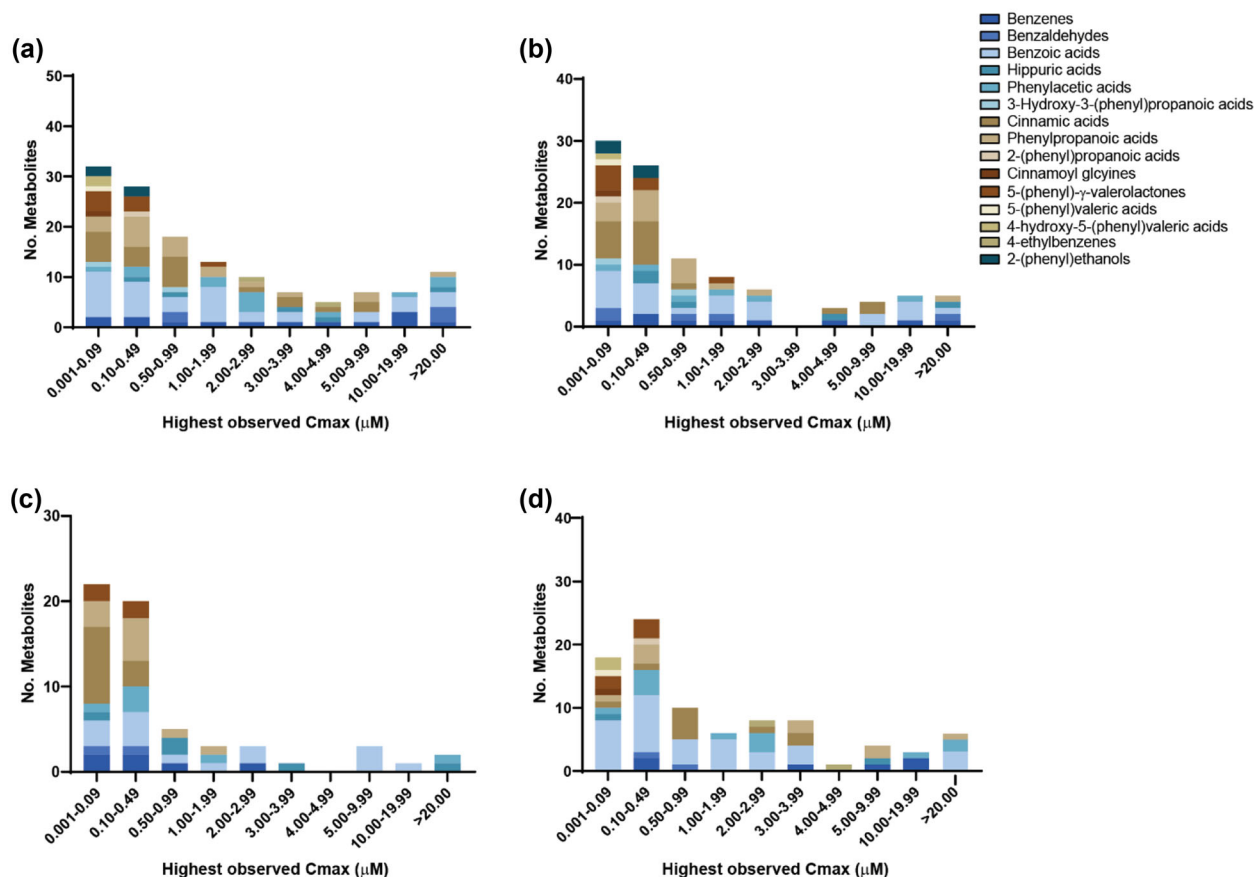 (a)
50
40
30
20
10
0
No. Metabolites
0.001-0.09
0.10-0.49
0.50-0.99
1.00-1.99
2.00-2.99
3.00-3.99
4.00-4.99
5.00-9.99
10.00-19.99
>20.00
Highest observed Cmax (μM)
(b)
40
30
20
10
0
No. Metabolites
0.001-0.09
0.10-0.49
0.50-0.99
1.00-1.99
2.00-2.99
3.00-3.99
4.00-4.99
5.00-9.99
10.00-19.99
>20.00
Highest observed Cmax (μM)
Benzenes
Benzaldehydes
Benzoic acids
Hippuric acids
Phenylacetic acids
3-Hydroxy-3-(phenyl)propanoic acids
Cinnamic acids
Phenylpropanoic acids
2-(phenyl)propanoic acids
Cinnamoyl glcyines
5-(phenyl)-γ-valerolactones
5-(phenyl)valeric acids
4-hydroxy-5-(phenyl)valeric acids
4-ethylbenzenes
2-(phenyl)ethanols
(c)
30
20
10
0
No. Metabolites
0.001-0.09
0.10-0.49
0.50-0.99
1.00-1.99
2.00-2.99
3.00-3.99
4.00-4.99
5.00-9.99
10.00-19.99
>20.00
Highest observed Cmax (μM)
(d)
40
30
20
10
0
No. Metabolites
0.001-0.09
0.10-0.49
0.50-0.99
1.00-1.99
2.00-2.99
3.00-3.99
4.00-4.99
5.00-9.99
10.00-19.99
>20.00
Highest observed Cmax (μM)